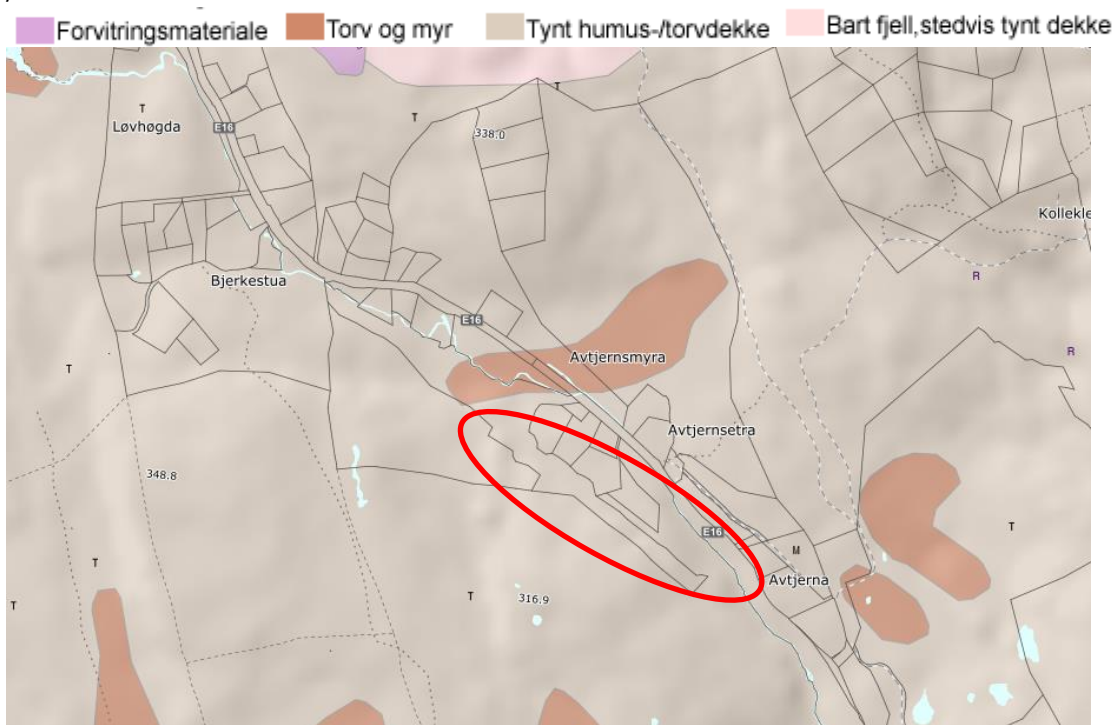 Forvitringsmateriale Torv og myr Tynt humus-/torvdekke Bart fjell,stedvis tynt dekke
T
T
T
Løvhøgda
E16
338.0
Kollekle
Bjerkestua
R
E16
R
Avtjernsmyra
T
Avtjernsetra
348.8
T
E16
M
T
Avtjerna
T
316.9
T